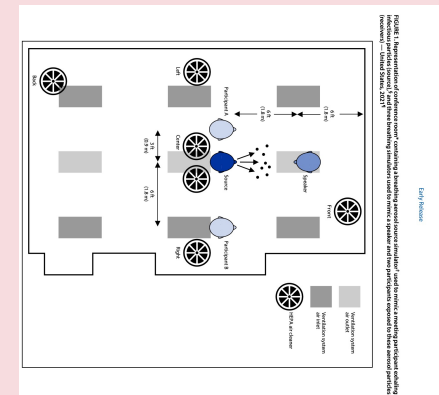 Early Release
FIGURE 1. Representation of conference room* containing a breathing aerosol source simulator† used to mimic a meeting participant exhaling
infectious particles (source),§ and three breathing simulators used to mimic a speaker and two participants exposed to these aerosol particles
(receivers) — United States, 2021¶
Ventilation system
air outlet
Ventilation system
air inlet
HEPA air cleaner
Front
Speaker
6 ft
(1.8 m)
6 ft
(1.8 m)
Participant A
Source
Participant B
Left
Center
Right
3 ft
(0.9 m)
6 ft
(1.8 m)
Back